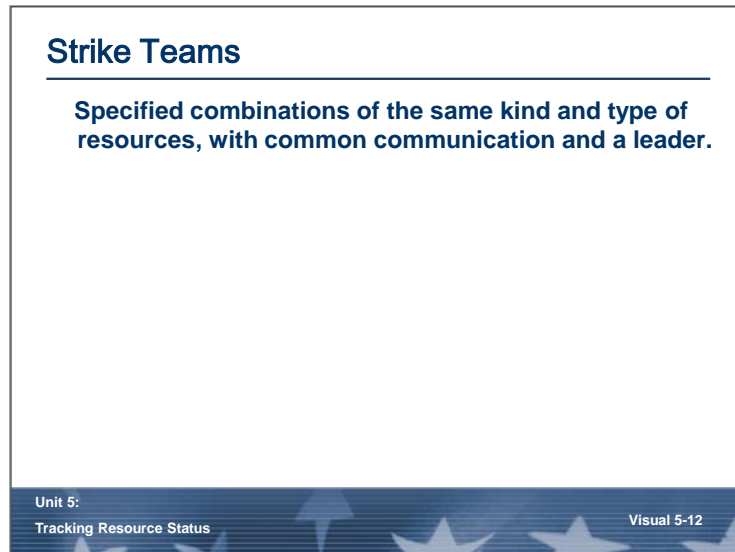 Strike Teams
Specified combinations of the same kind and type of
resources, with common communication and a leader.
Unit 5:
Tracking Resource Status
Visual 5-12